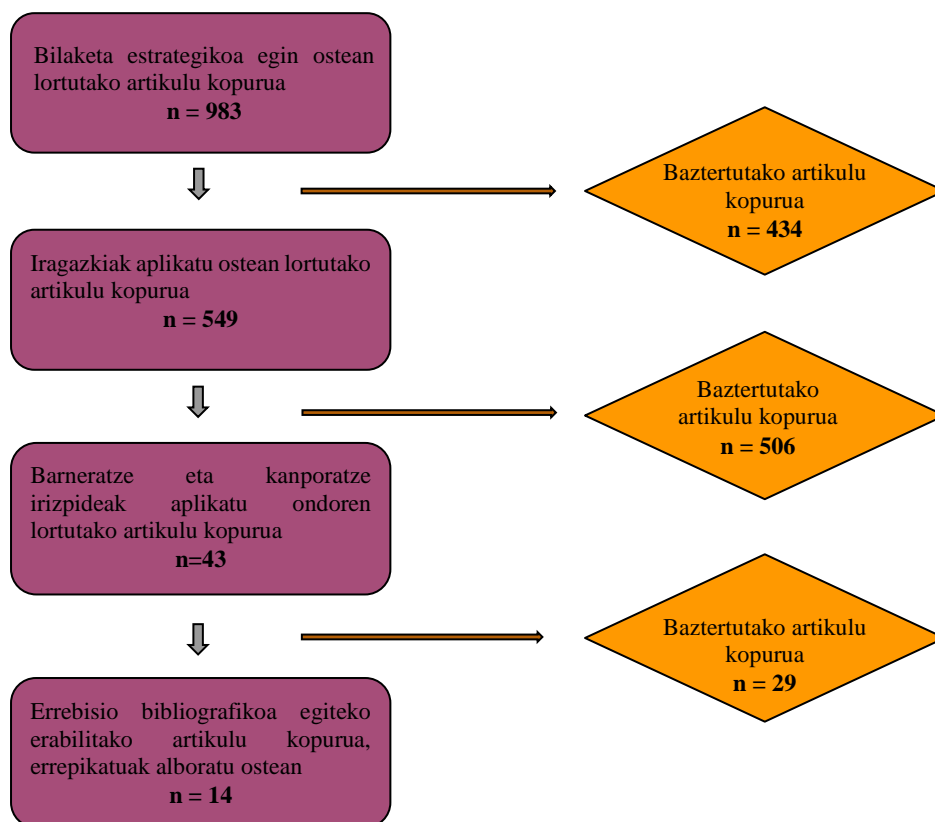 Bilaketa estrategikoa egin ostean
lortutako artikulu kopurua
n = 983
Baztertutako artikulu
kopurua
n = 434
Iragazkiak aplikatu ostean lortutako
artikulu kopurua
n = 549
Baztertutako
artikulu kopurua
n = 506
Barneratze eta kanporatze
irizpideak aplikatu ondoren
lortutako artikulu kopurua
n=43
Baztertutako artikulu
kopurua
n = 29
Errebisio bibliografikoa egiteko
erabilitako artikulu kopurua,
errepikatuak alboratu ostean
n = 14